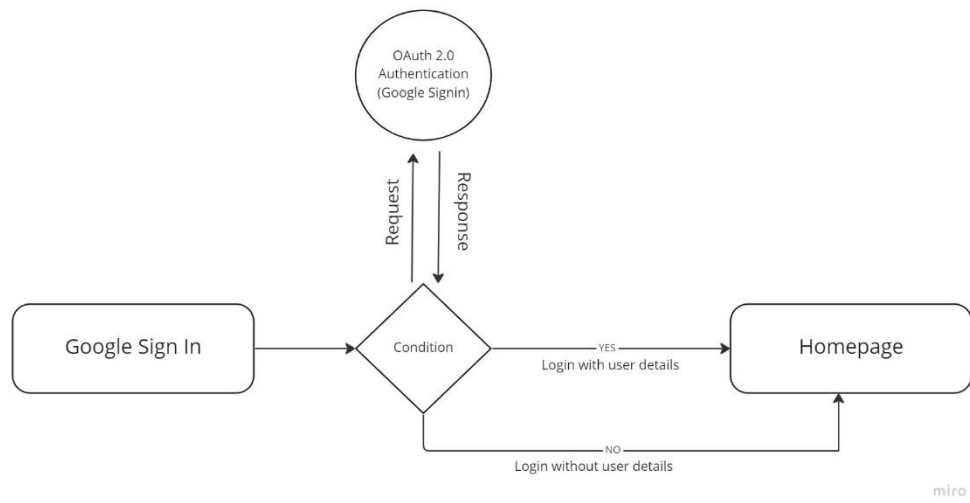 OAuth 2.0
Authentication
(Google Signin)
Request
Response
Google Sign In
Condition
YES
Login with user details
Homepage
NO
Login without user details
miro